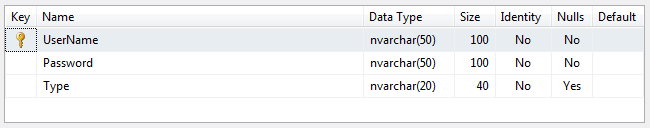 Key Name Data Type Size Identity Nulls Default
UserName nvarchar(50) 100 No No
Password nvarchar(50) 100 No No
Type nvarchar(20) 40 No Yes